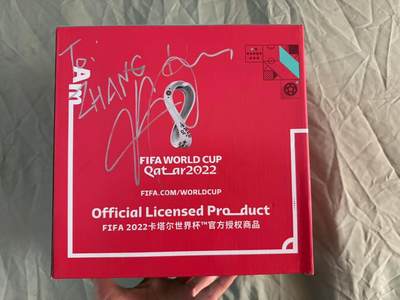 To:
ZHANG
AM
FIFA WORLD CUP
Qatar2022
FIFA.COM/WORLDCUP
Official Licensed Product
FIFA 2022卡塔尔世界杯™官方授权商品